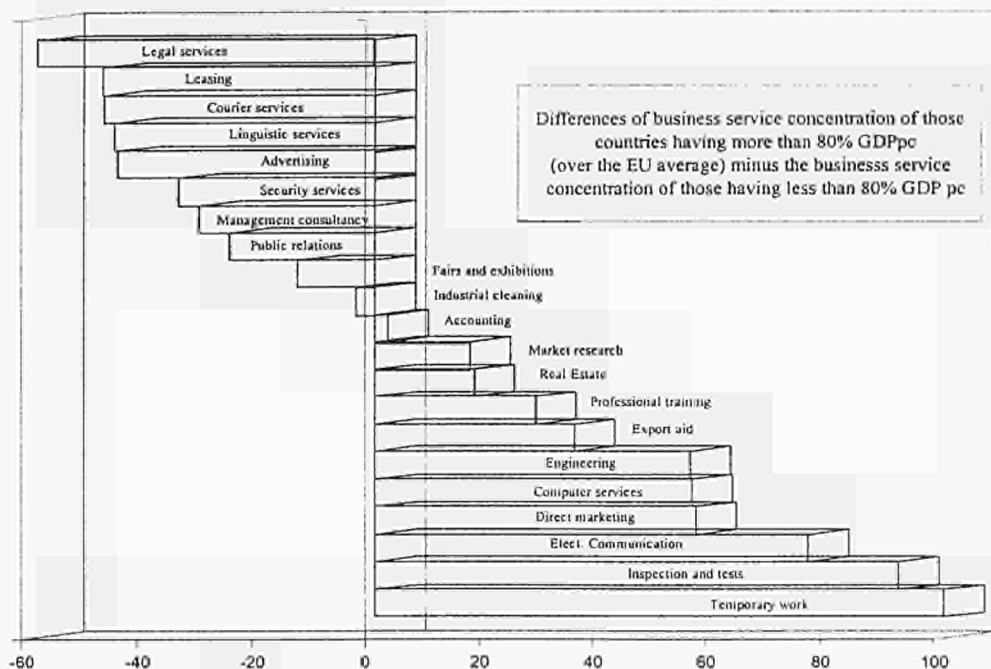 Legal services
Leasing
Courier services
Linguistic services
Advertising
Security services
Management consultancy
Public relations
Fairs and exhibitions
Industrial cleaning
Accounting
Market research
Real Estate
Professional training
Export aid
Engineering
Computer services
Direct marketing
Elect. Communication
Inspection and tests
Temporary work
Differences of business service concentration of those
countries having more than 80% GDPpc
(over the EU average) minus the businesss service
concentration of those having less than 80% GDP pc
-60 -40 -20 0 20 40 60 80 100